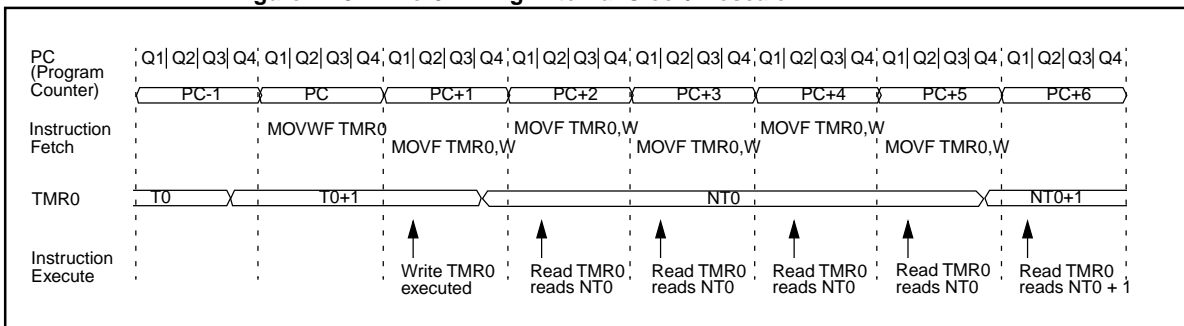 PC
(Program
Counter)
Q1| Q2| Q3| Q4 Q1| Q2| Q3| Q4 Q1| Q2| Q3| Q4 Q1| Q2| Q3| Q4 Q1| Q2| Q3| Q4 Q1| Q2| Q3| Q4 Q1| Q2| Q3| Q4 Q1| Q2| Q3| Q4
PC-1 PC PC+1 PC+2 PC+3 PC+4 PC+5 PC+6
Instruction
Fetch
MOVWF TMR0
MOVF TMR0,W
MOVF TMR0,W
MOVF TMR0,W
MOVF TMR0,W
MOVF TMR0,W
TMR0
T0 T0+1 NT0 NT0+1
Instruction
Execute
Write TMR0
executed
Read TMR0
reads NT0
Read TMR0
reads NT0
Read TMR0
reads NT0
Read TMR0
reads NT0
Read TMR0
reads NT0 + 1